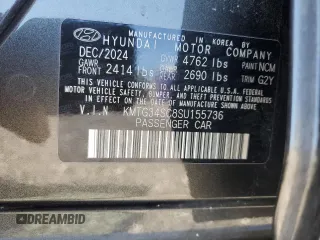 MANUFACTURED IN KOREA BY
HYUNDAI MOTOR COMPANY
DEC/2024 GVWR 4762 lbs PAINT NCM
GAWR FRONT 2414 lbs GAWR REAR 2690 lbs TRIM G2Y
THIS VEHICLE CONFORMS TO ALL APPLICABLE U.S. FEDERAL
MOTOR VEHICLE SAFETY, BUMPER, AND THEFT PREVENTION
STANDARDS IN EFFECT ON THE DATE OF MANUFACTURE SHOWN ABOVE.
V.I.N KMTG34SC8SU155736
PASSENGER CAR